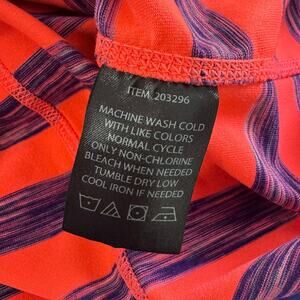 ITEM 203296
MACHINE WASH COLD
WITH LIKE COLORS
NORMAL CYCLE
ONLY NON-CHLORINE
BLEACH WHEN NEEDED
TUMBLE DRY LOW
COOL IRON IF NEEDED